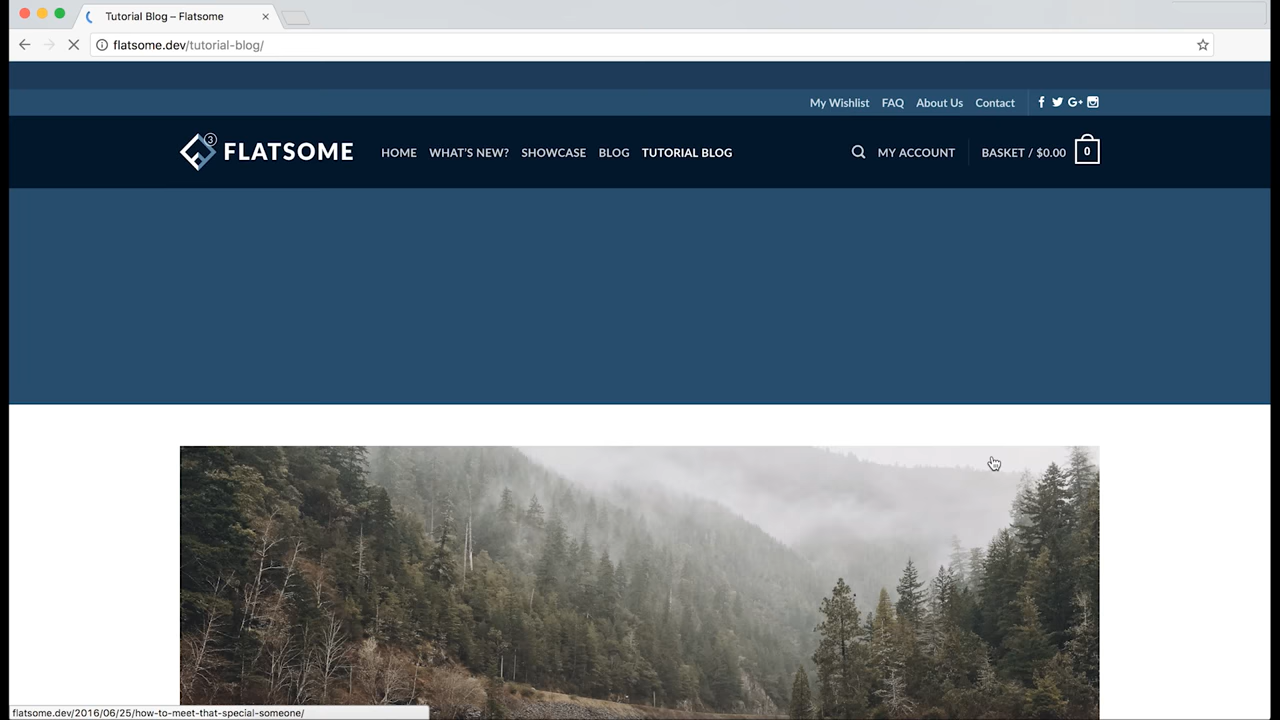 Tutorial Blog – Flatsome
flatsome.dev/tutorial-blog/
My Wishlist FAQ About Us Contact
3 FLATSOME HOME WHAT'S NEW? SHOWCASE BLOG TUTORIAL BLOG MY ACCOUNT BASKET / $0.00 0
flatsome.dev/2016/06/25/how-to-meet-that-special-someone/